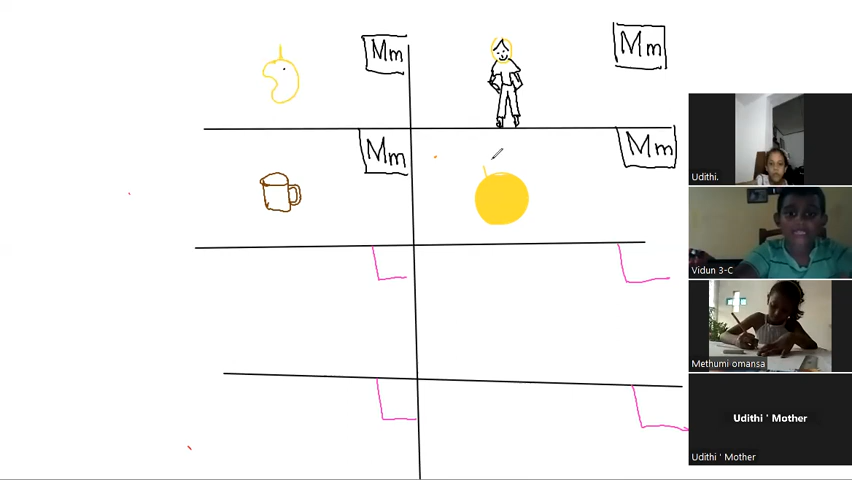 Mm
Mm
Mm
Mm
Udithi.
Vidun 3-C
Methumi omansa
Udithi ' Mother
Udithi ' Mother